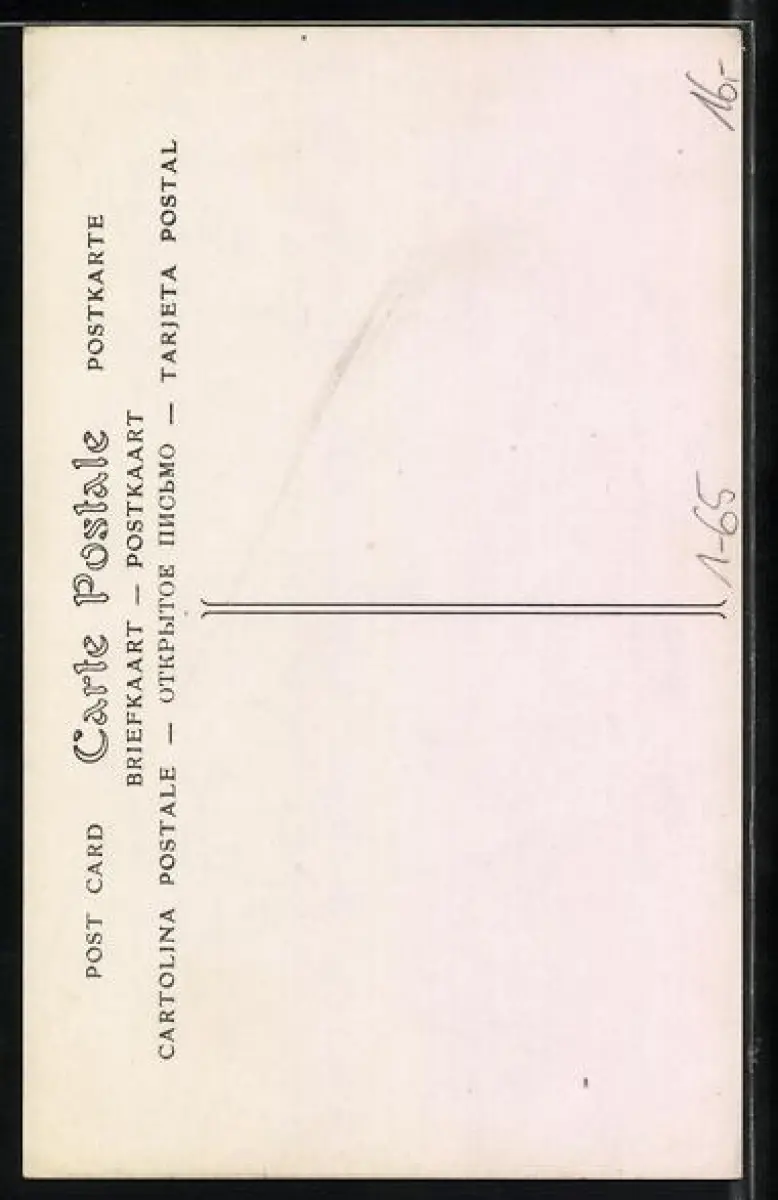 POST CARD Carte Postale POSTKARTE
BRIEFKAART — POSTKAART
CARTOLINA POSTALE — ОТКРЫТОЕ ПИСЬМО — TARJETA POSTAL
16,-
1-65